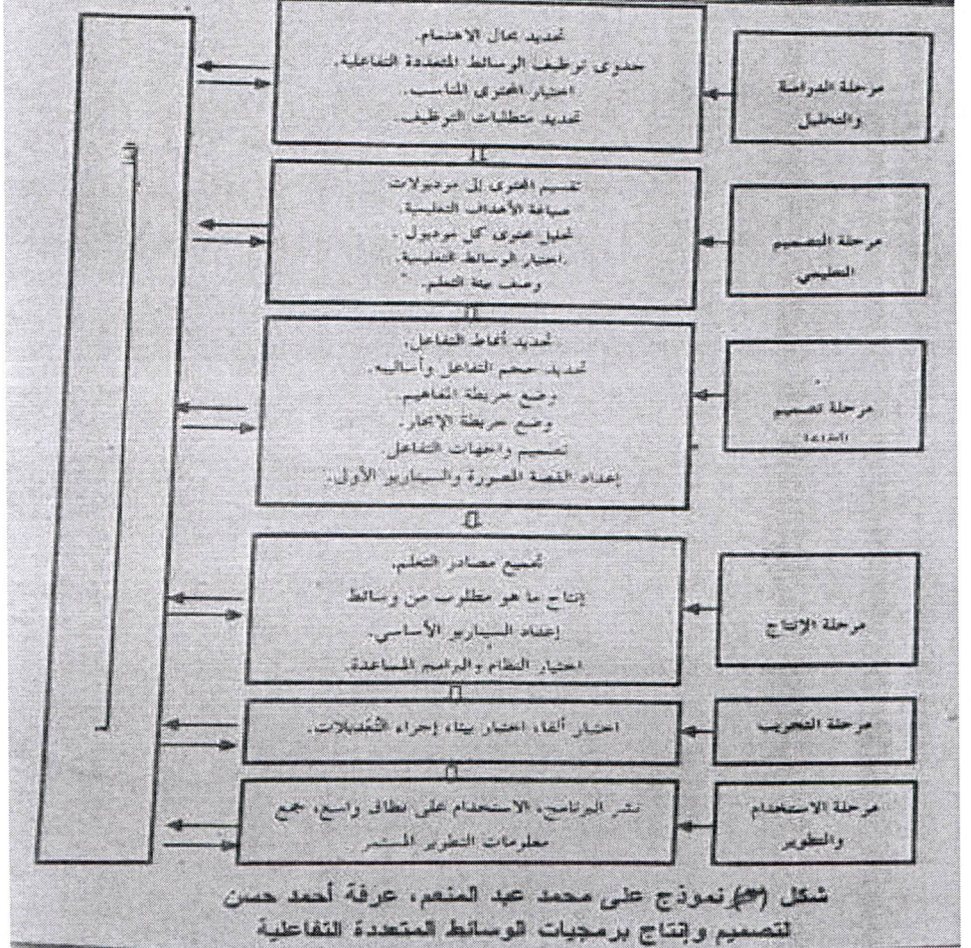 مرحلة الدراسة
والتحليل
تحديد مجال الاهتمام.
جدوى توظيف الوسائط المتعددة التفاعلية.
اختيار المحتوى المناسب.
تحديد متطلبات التوظيف.
مرحلة التصميم
التعليمي
تقسيم المحتوى إلى موديولات
صياغة الأهداف التعليمية.
تحليل محتوى كل موديول .
اختيار الوسائط التعليمية.
وصف بيئة التعلم.
مرحلة تصميم
تحديد أنماط التفاعل.
تحديد حجم التفاعل وأساليبه.
وضع خريطة المفاهيم.
وضع خريطة الإبحار.
تصميم واجهات التفاعل
إعداد القصة المصورة والسيناريو الأولى.
مرحلة الإنتاج
تجميع مصادر التعلم.
إنتاج ما هو مطلوب من وسائط
إعداد السيناريو الأساسي.
اختيار النظام والبرامج المساعدة.
مرحلة التجريب
اختبار ألفا، اختبار بيتا، إجراء التعديلات.
مرحلة الاستخدام
والتطوير
نشر البرنامج، الاستخدام على نطاق واسع، جمع
معلومات التطوير المستمر
شكل () نموذج على محمد عبد المنعم، عرفة أحمد حسن
لتصميم وإنتاج برمجيات الوسائط المتعددة التفاعلية